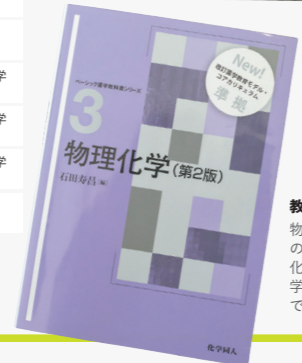 学
学
学
New!
改訂薬学教育モデル・
コアカリキュラム
準拠
ベーシック薬学教科書シリーズ
3
物理化学(第2版)
石田寿昌 編
化学同人
教
物
の
化
学
で